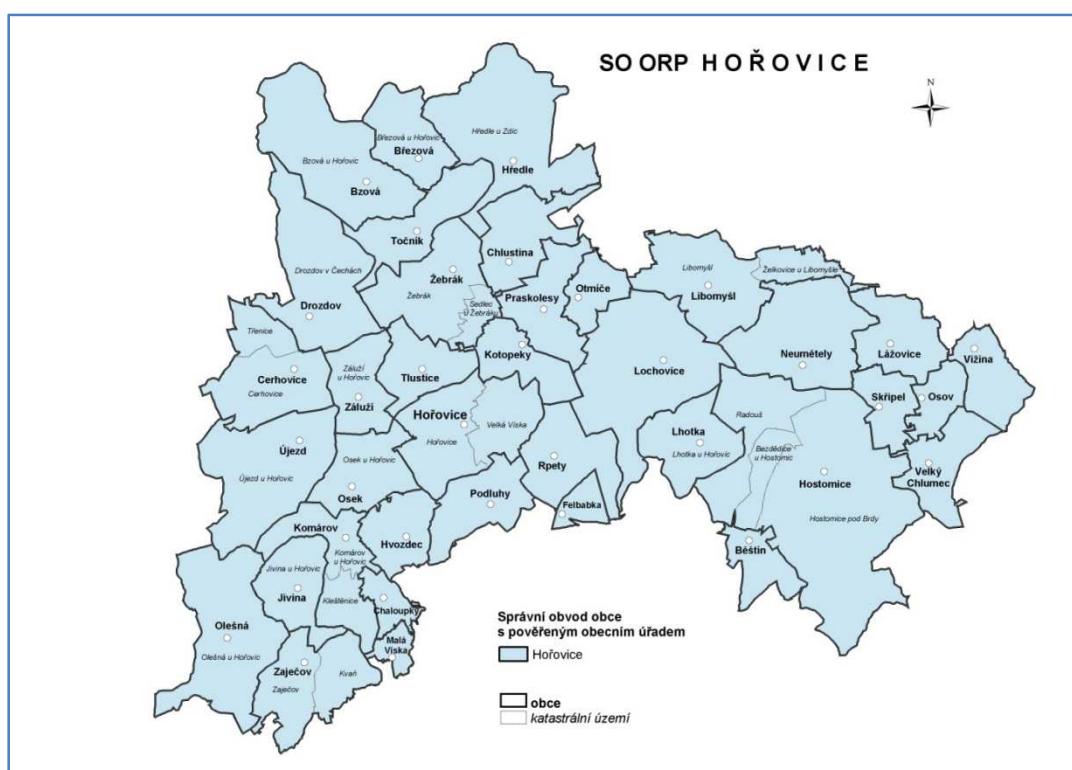 SO ORP HOŘOVICE
N
Březová u Hořovic
Březová
Hředle u Zdic
Hředle
Bzová u Hořovic
Bzová
Točník
Chlustina
Drozdov v Čechách
Drozdov
Žebrák
Žebrák
Sedlec
u Žebráku
Praskolesy
Otmíče
Libomyšl
Libomyšl
Želkovice u Libomyšle
Třenice
Cerhovice
Cerhovice
Záluží
u Hořovic
Záluží
Tlustice
Kotopeky
Lochovice
Neumětely
Lážovice
Vižina
Hořovice
Hořovice
Velká Víska
Skřipel
Osov
Radouš
Újezd
Újezd u Hořovic
Osek u Hořovic
Osek
Rpety
Lhotka
Lhotka u Hořovic
Bezdědice
u Hostomic
Hostomice
Hostomice pod Brdy
Velký
Chlumec
Podluhy
Felbabka
Komárov
Komárov
u Hořovic
Hvozdec
Běštín
Jivina u Hořovic
Jivina
Kleštěnice
Chaloupky
Olešná
Olešná u Hořovic
Malá
Víska
Zaječov
Zaječov
Kvaň
Správní obvod obce
s pověřeným obecním úřadem
Hořovice
obce
katastrální území